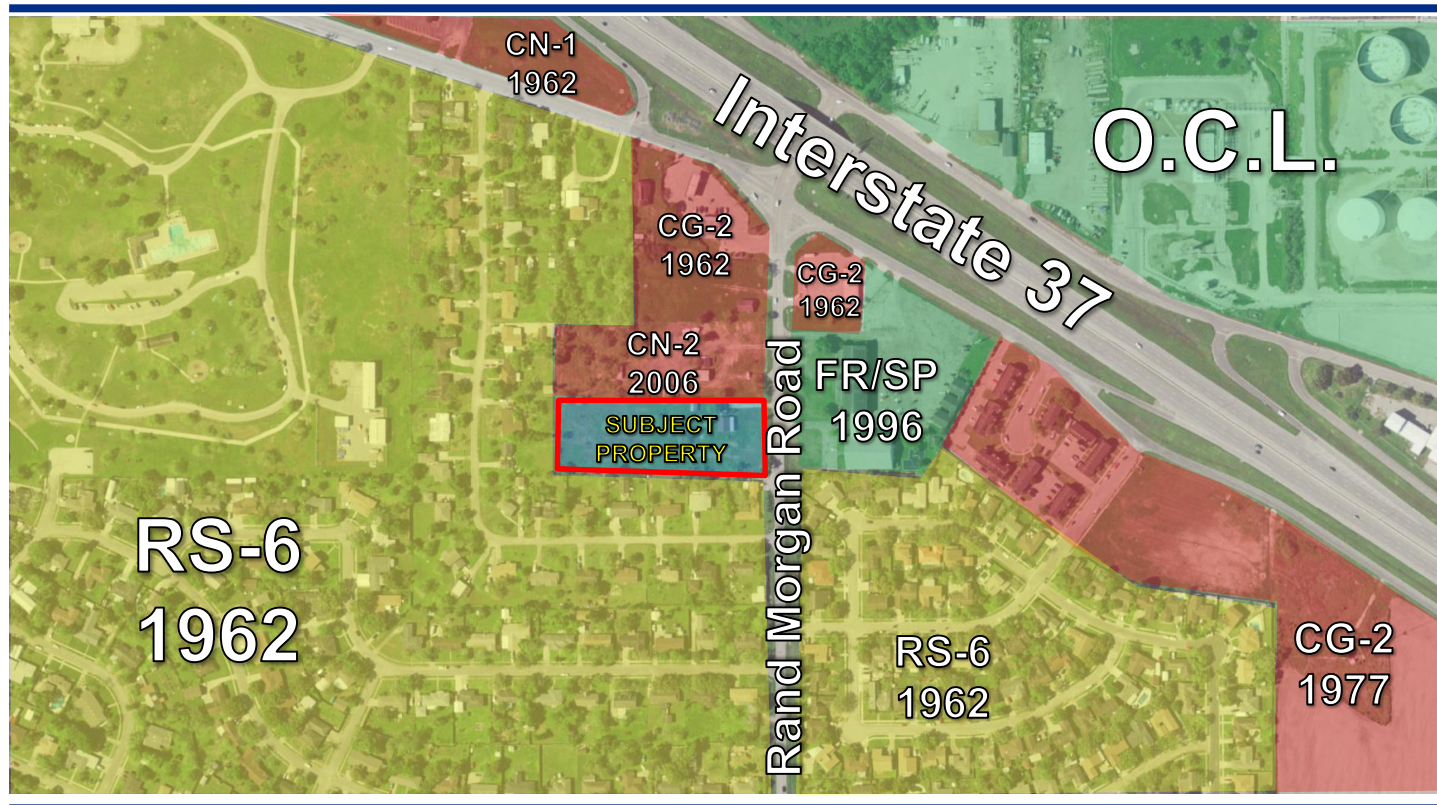 CN-1
1962
Interstate 37
O.C.L.
CG-2
1962
CG-2
1962
CN-2
2006
FR/SP
1996
SUBJECT
PROPERTY
Rand Morgan Road
RS-6
1962
RS-6
1962
CG-2
1977